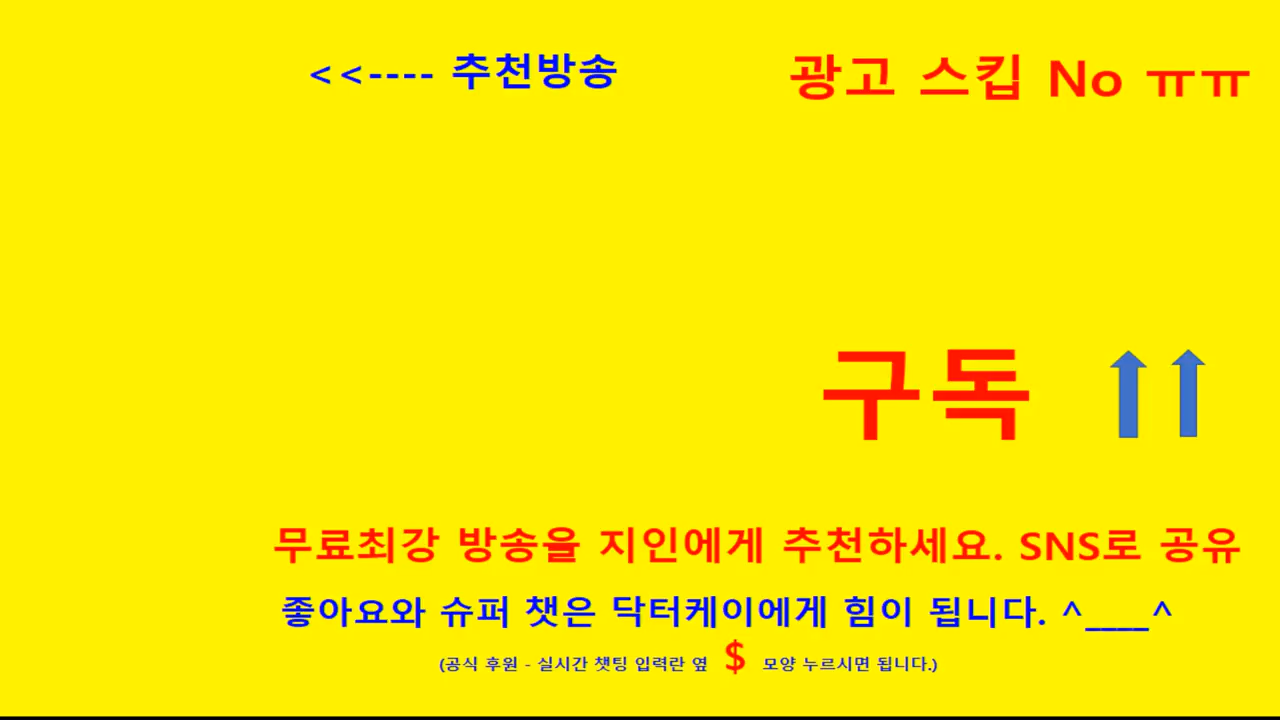 <<---- 추천방송
광고 스킵 No ㅠㅠ
구독
무료최강 방송을 지인에게 추천하세요. SNS로 공유
좋아요와 슈퍼 챗은 닥터케이에게 힘이 됩니다. ^____^
(공식 후원 - 실시간 챗팅 입력란 옆 $ 모양 누르시면 됩니다.)